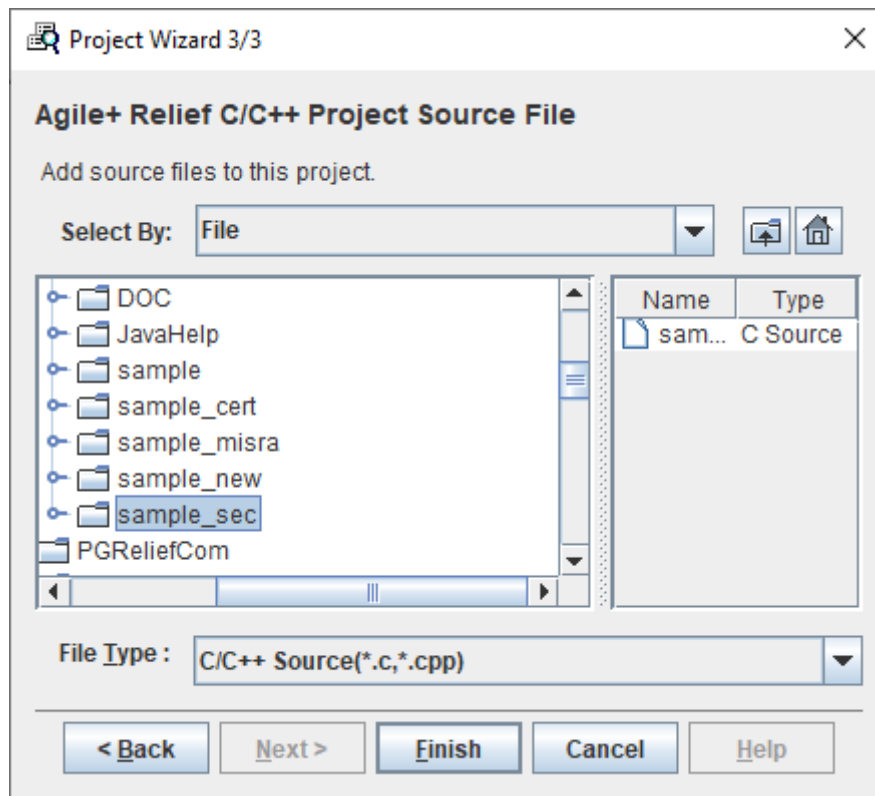 Project Wizard 3/3
Agile+ Relief C/C++ Project Source File
Add source files to this project.
Select By: File
DOC
JavaHelp
sample
sample_cert
sample_misra
sample_new
sample_sec
PGReliefCom
Name Type
sam... C Source
File Type : C/C++ Source(*.c,*.cpp)
< Back Next > Finish Cancel Help